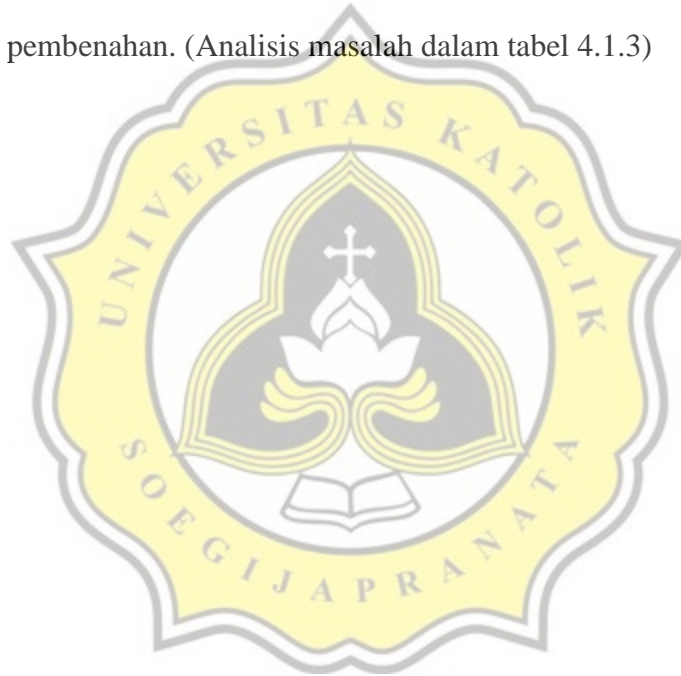 pembenahan. (Analisis masalah dalam tabel 4.1.3)
UNIVERSITAS KATOLIK
SOEGIJAPRANATA